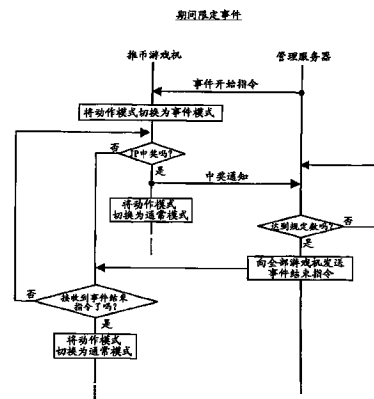 期间限定事件
推币游戏机
管理服务器
事件开始指令
将动作模式切换为事件模式
否
JP中奖吗?
是
中奖通知
将动作模式
切换为通常模式
达到规定数吗?
否
是
向全部游戏机发送
事件结束指令
否
接收到事件结束
指令了吗?
是
将动作模式
切换为通常模式